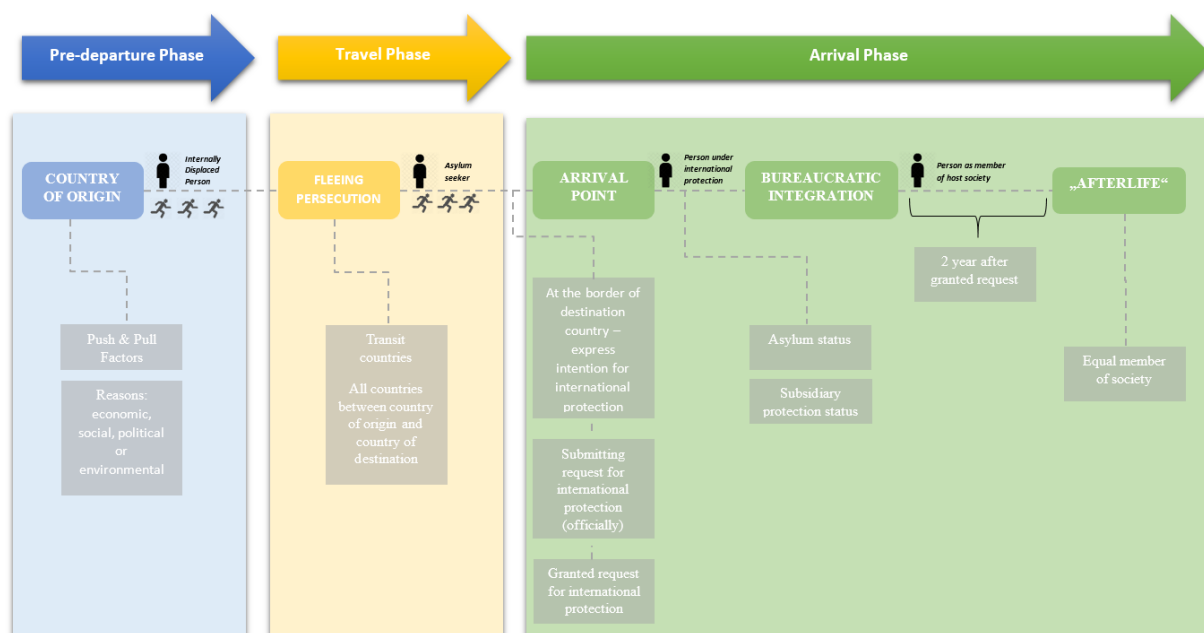 Pre-departure Phase
Travel Phase
Arrival Phase
COUNTRY
OF ORIGIN
Internally
Displaced
Person
FLEEING
PERSECUTION
Asylum
seeker
ARRIVAL
POINT
Person under
international
protection
BUREAUCRATIC
INTEGRATION
Person as member
of host society
„AFTERLIFE“
Push & Pull
Factors
Reasons:
economic,
social, political
or
environmental
Transit
countries
All countries
between country
of origin and
country of
destination
At the border of
destination
country –
express
intention for
international
protection
Submitting
request for
international
protection
(officially)
Granted request
for international
protection
Asylum status
Subsidiary
protection status
2 year after
granted request
Equal member
of society